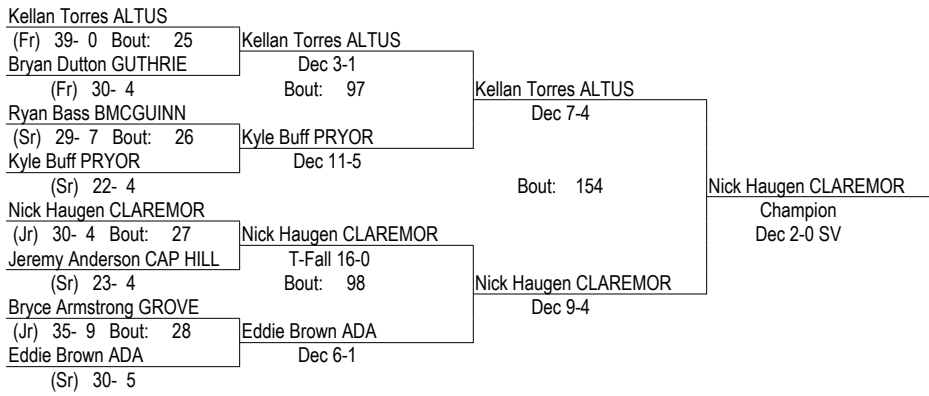 Kellan Torres ALTUS
(Fr) 39- 0 Bout: 25
Kellan Torres ALTUS
Bryan Dutton GUTHRIE
Dec 3-1
(Fr) 30- 4
Bout: 97
Kellan Torres ALTUS
Ryan Bass BMCGUINN
Dec 7-4
(Sr) 29- 7 Bout: 26
Kyle Buff PRYOR
Kyle Buff PRYOR
Dec 11-5
(Sr) 22- 4
Bout: 154
Nick Haugen CLAREMOR
Nick Haugen CLAREMOR
Champion
(Jr) 30- 4 Bout: 27
Nick Haugen CLAREMOR
Dec 2-0 SV
Jeremy Anderson CAP HILL
T-Fall 16-0
(Sr) 23- 4
Bout: 98
Nick Haugen CLAREMOR
Bryce Armstrong GROVE
Dec 9-4
(Jr) 35- 9 Bout: 28
Eddie Brown ADA
Eddie Brown ADA
Dec 6-1
(Sr) 30- 5